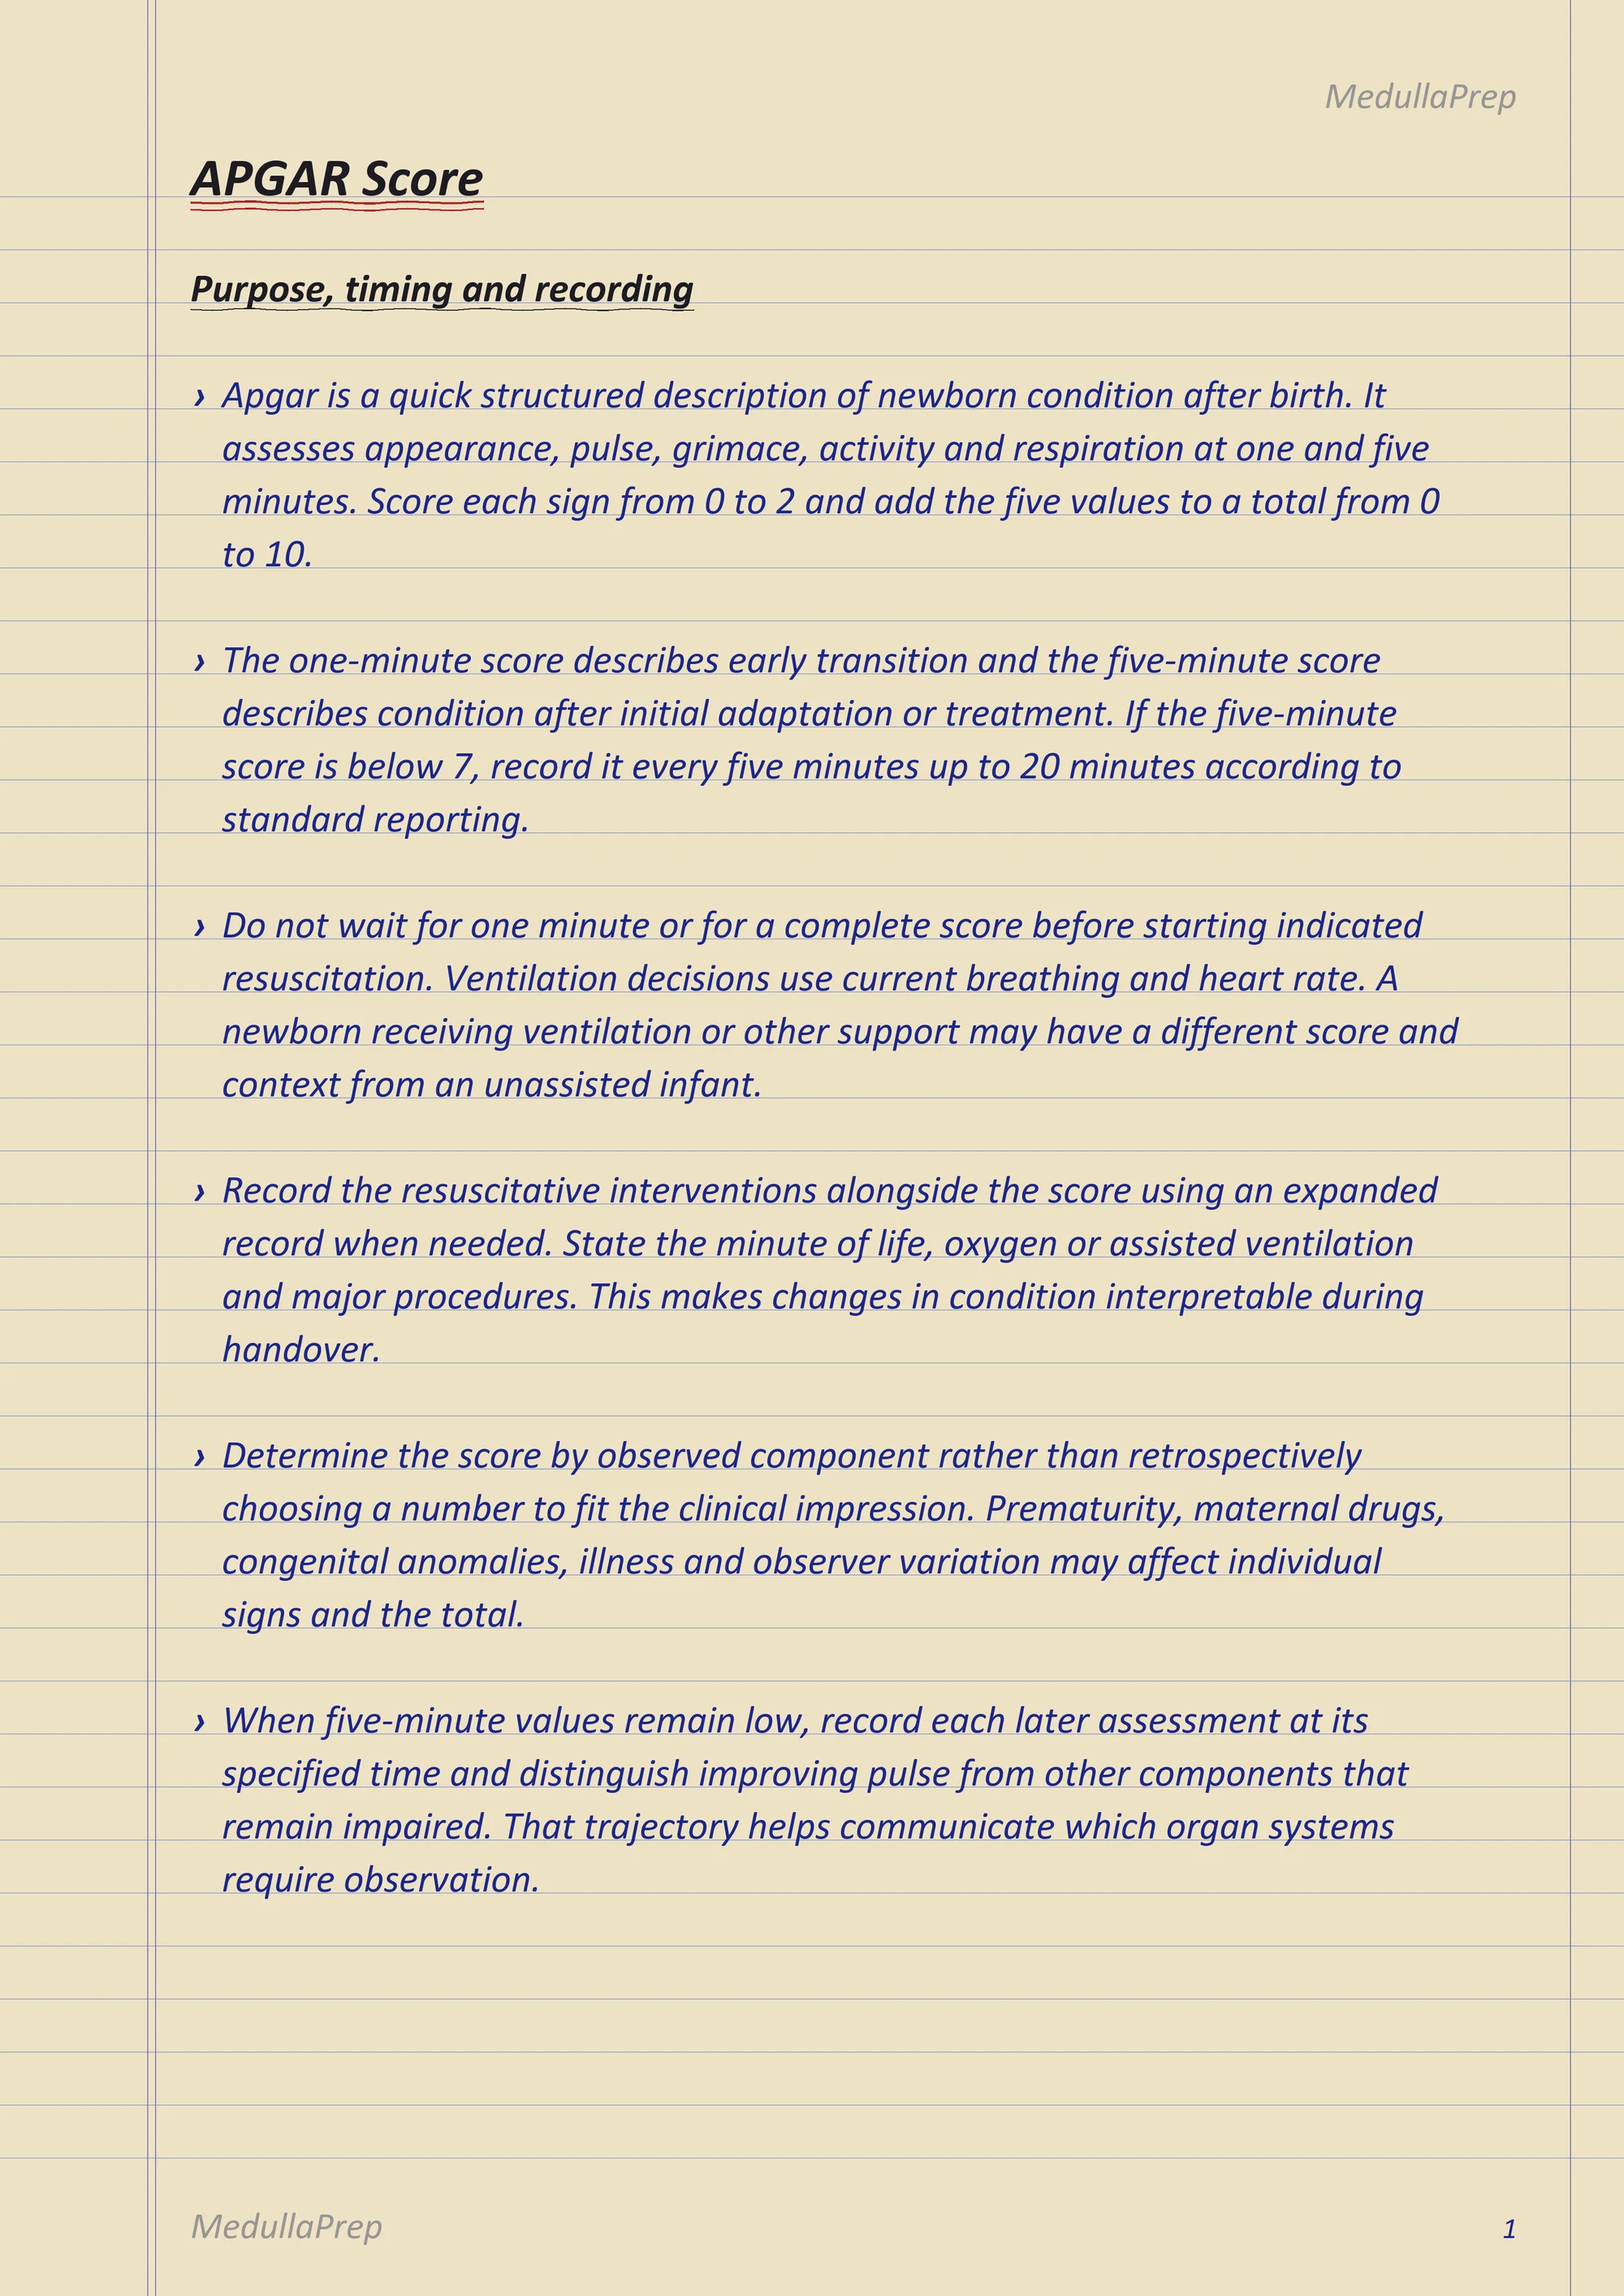 MedullaPrep
APGAR Score
Purpose, timing and recording
› Apgar is a quick structured description of newborn condition after birth. It
assesses appearance, pulse, grimace, activity and respiration at one and five
minutes. Score each sign from 0 to 2 and add the five values to a total from 0
to 10.
› The one-minute score describes early transition and the five-minute score
describes condition after initial adaptation or treatment. If the five-minute
score is below 7, record it every five minutes up to 20 minutes according to
standard reporting.
› Do not wait for one minute or for a complete score before starting indicated
resuscitation. Ventilation decisions use current breathing and heart rate. A
newborn receiving ventilation or other support may have a different score and
context from an unassisted infant.
› Record the resuscitative interventions alongside the score using an expanded
record when needed. State the minute of life, oxygen or assisted ventilation
and major procedures. This makes changes in condition interpretable during
handover.
› Determine the score by observed component rather than retrospectively
choosing a number to fit the clinical impression. Prematurity, maternal drugs,
congenital anomalies, illness and observer variation may affect individual
signs and the total.
› When five-minute values remain low, record each later assessment at its
specified time and distinguish improving pulse from other components that
remain impaired. That trajectory helps communicate which organ systems
require observation.
MedullaPrep
1